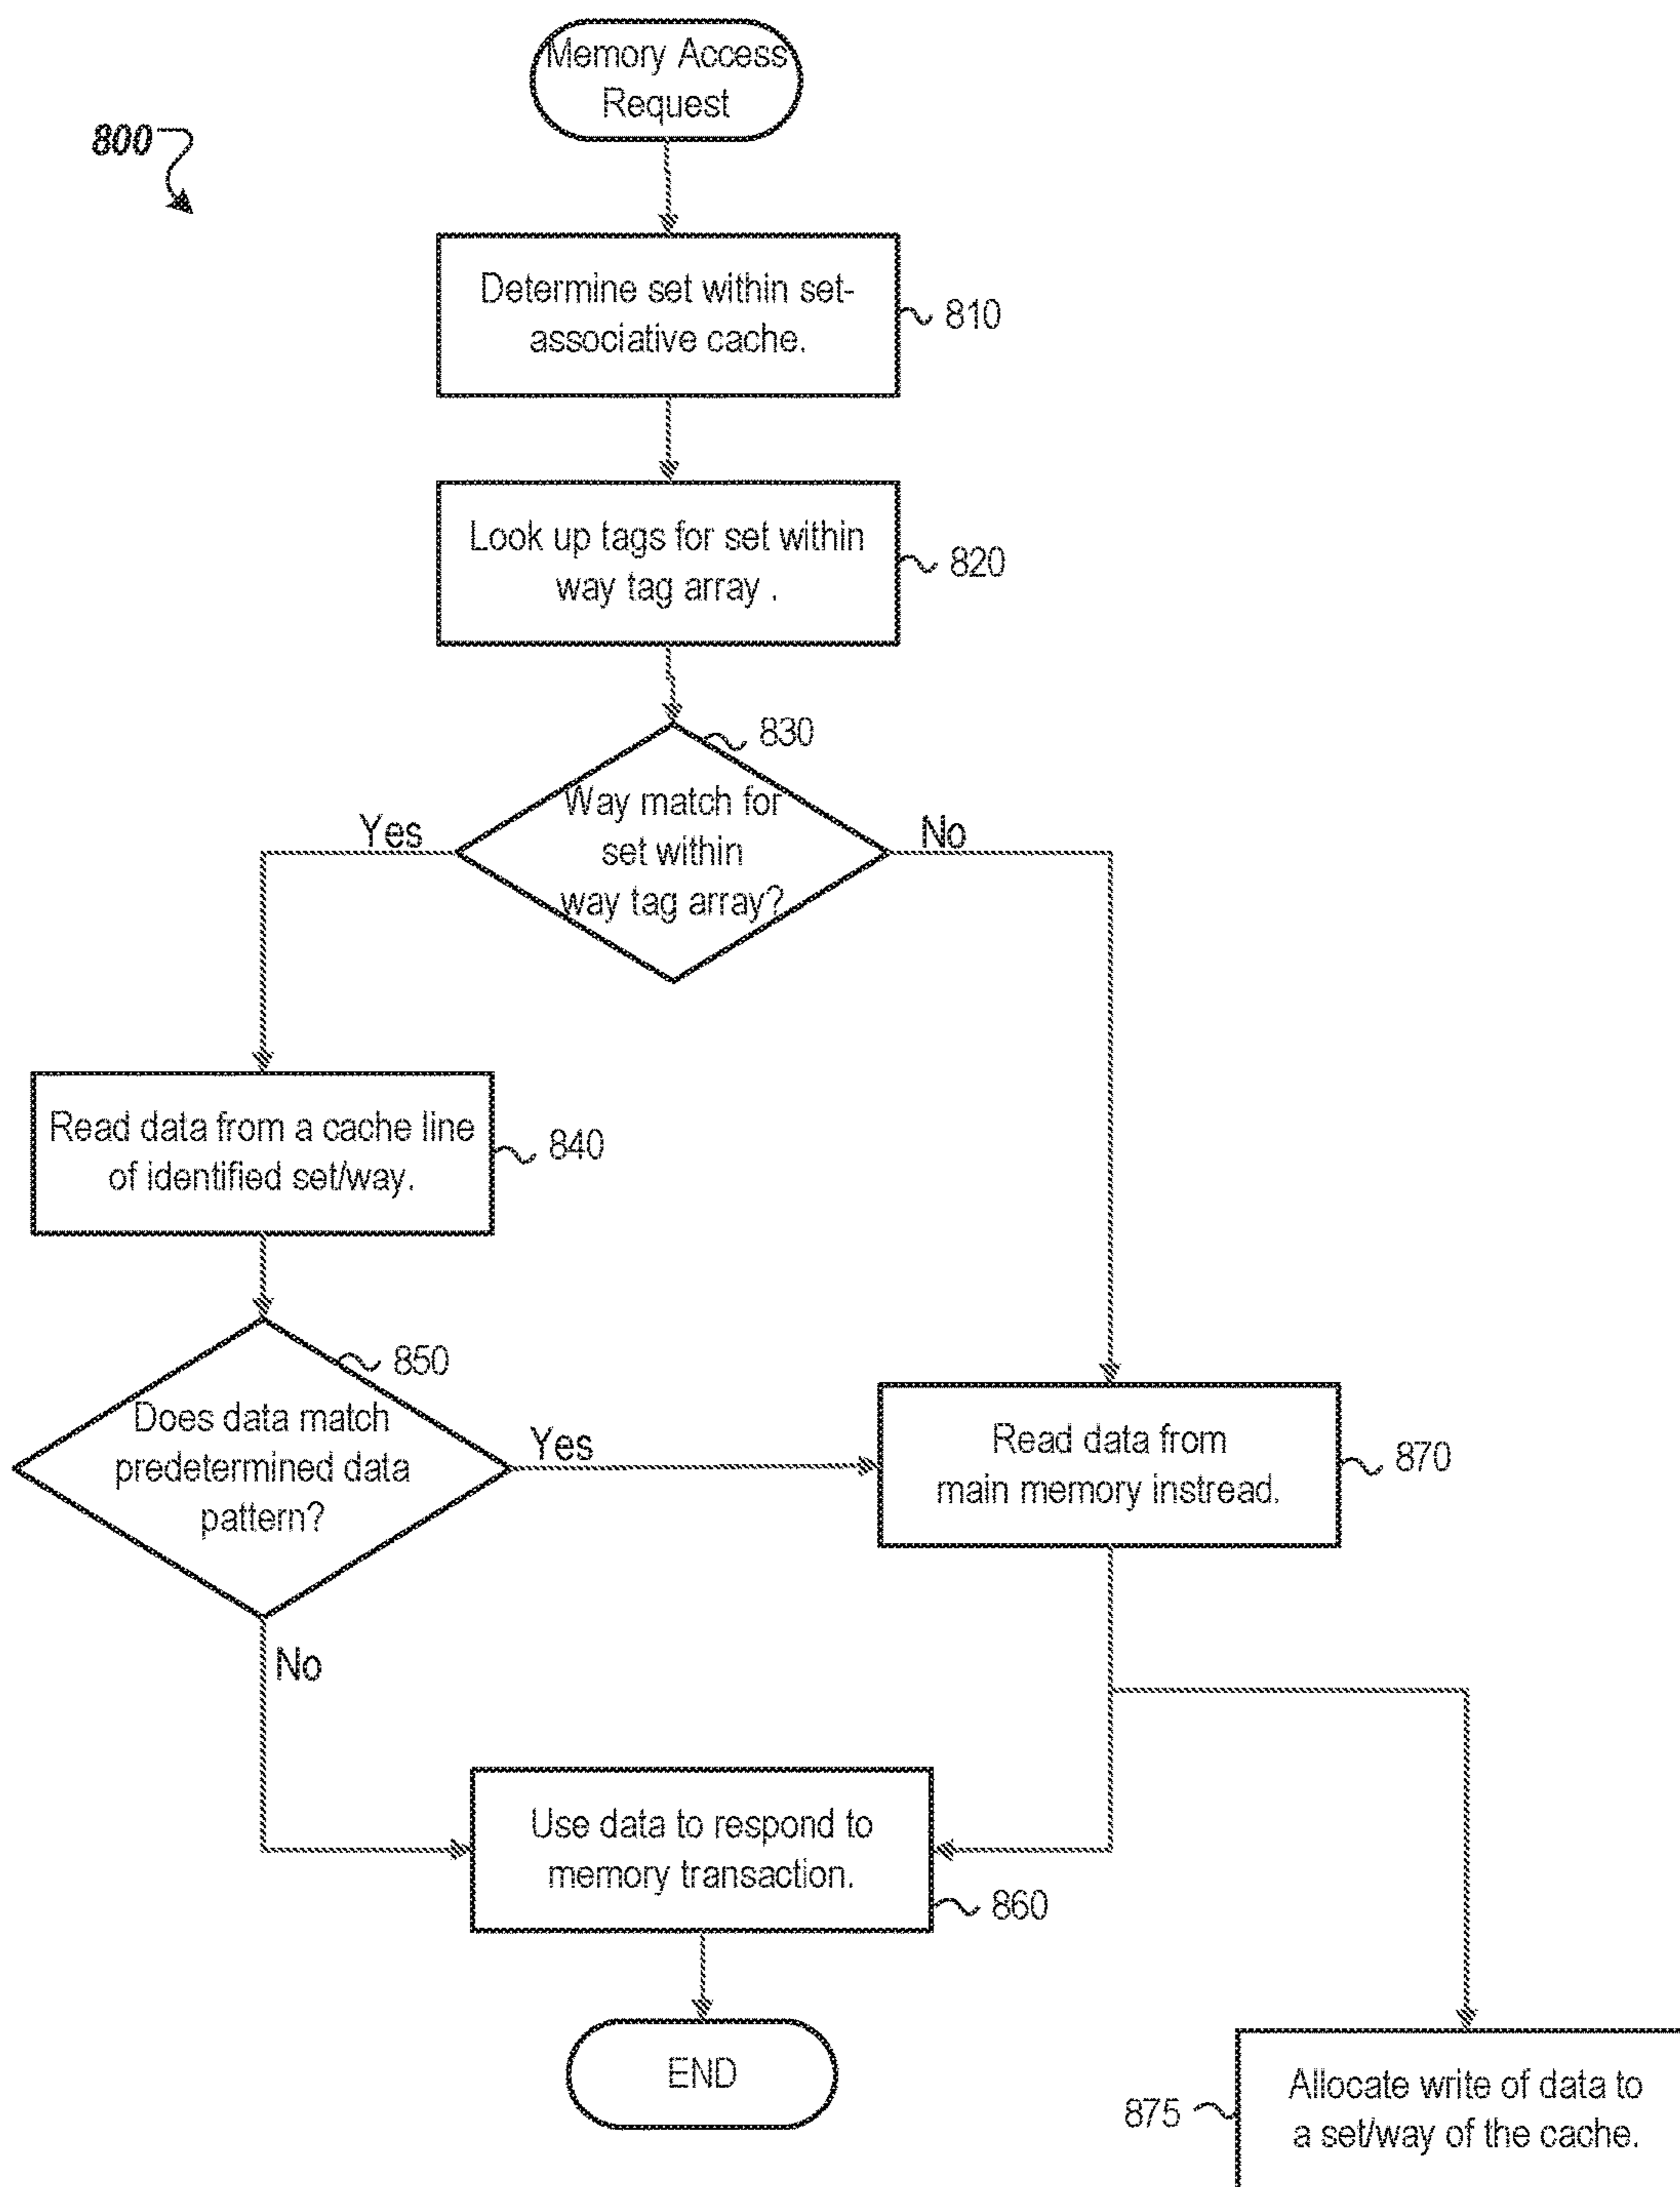 Memory Access
Request
800
Determine set within set-
associative cache.
810
Look up tags for set within
way tag array .
820
830
Way match for
set within
way tag array?
Yes
No
Read data from a cache line
of identified set/way.
840
850
Does data match
predetermined data
pattern?
Yes
No
Read data from
main memory instread.
870
Use data to respond to
memory transaction.
860
END
875
Allocate write of data to
a set/way of the cache.